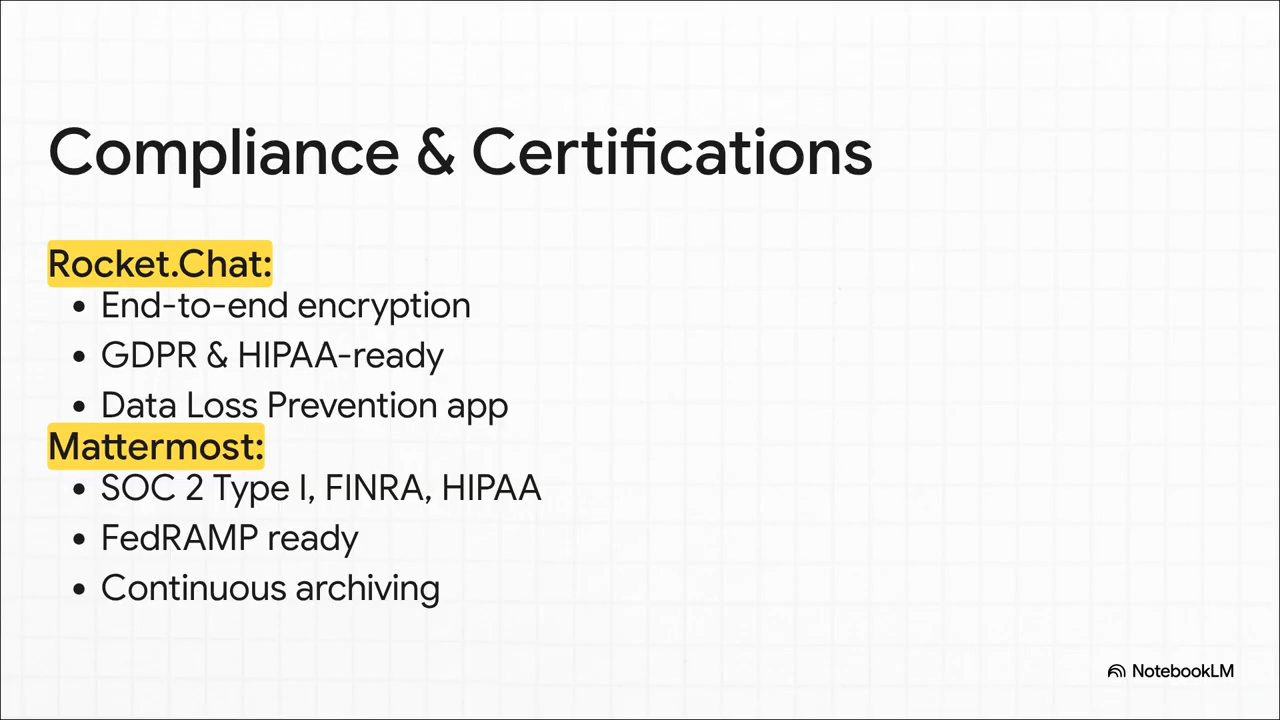 Compliance & Certifications
Rocket.Chat:
• End-to-end encryption
• GDPR & HIPAA-ready
• Data Loss Prevention app
Mattermost:
• SOC 2 Type I, FINRA, HIPAA
• FedRAMP ready
• Continuous archiving
NotebookLM